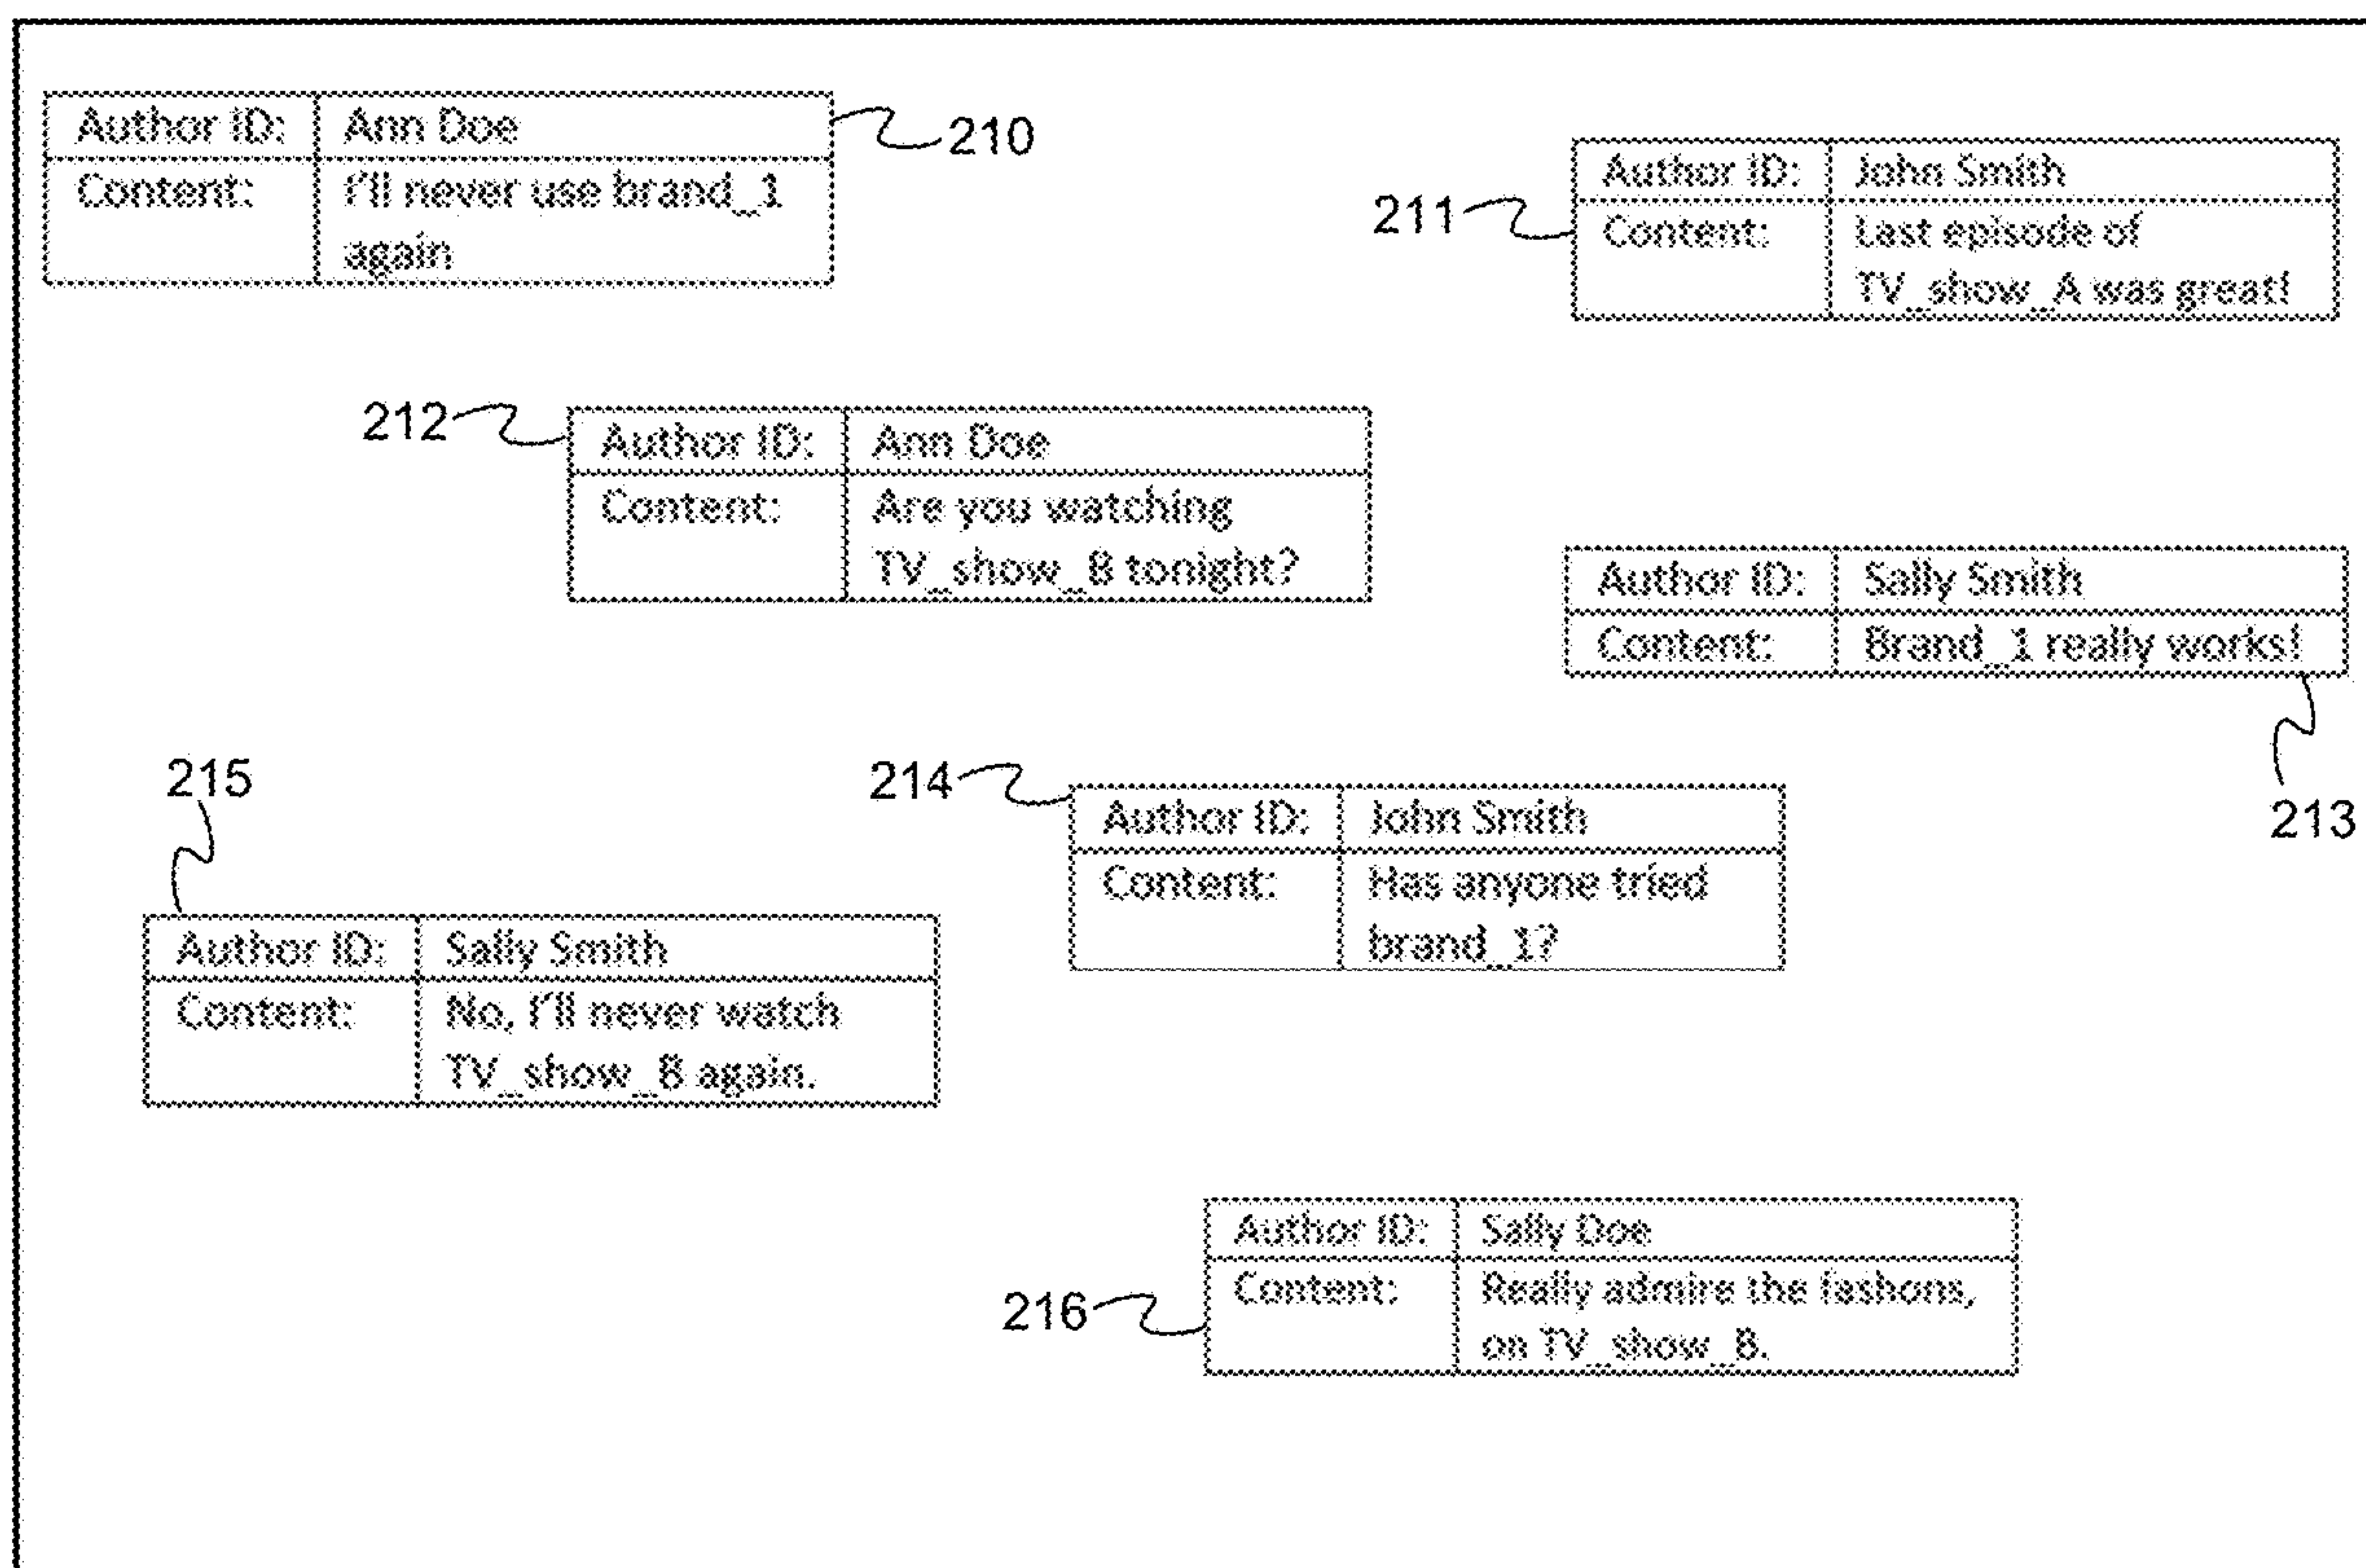 Author ID: Ann Doe
Content: I'll never use brand_1
again
210
Author ID: John Smith
211
Content: Last episode of
TV_show_A was great!
212
Author ID: Ann Doe
Content: Are you watching
TV_show_B tonight?
Author ID: Sally Smith
Content: Brand_1 really works!
213
214
Author ID: John Smith
Content: Has anyone tried
brand_1?
215
Author ID: Sally Smith
Content: No, I'll never watch
TV_show_B again.
Author ID: Sally Doe
216
Content: Really admire the fashons,
on TV_show_B.